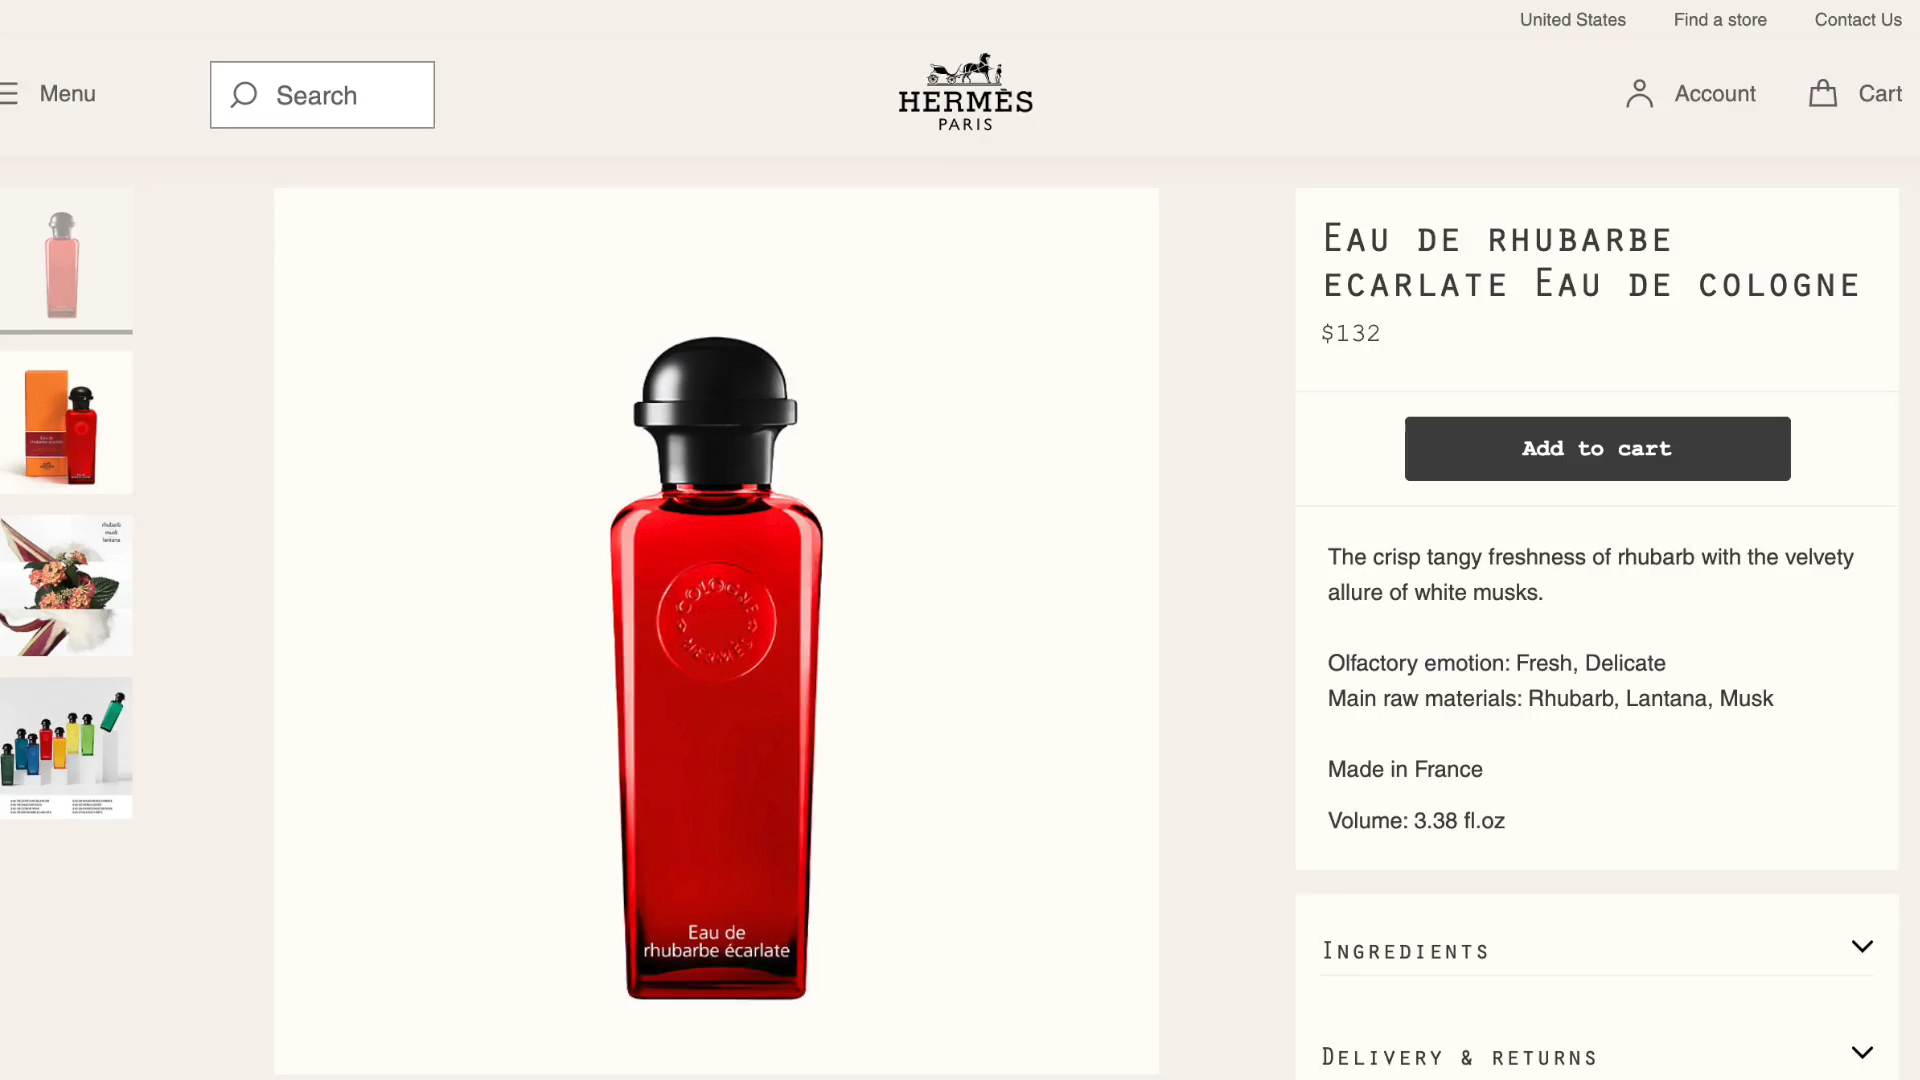 United States Find a store Contact Us
Menu
Search
HERMÈS
PARIS
Account
Cart
rhubarb
musk
lantana
COLOGNE
HERMÈS
Eau de
rhubarbe écarlate
Eau de rhubarbe
ecarlate Eau de cologne
$132
Add to cart
The crisp tangy freshness of rhubarb with the velvety
allure of white musks.
Olfactory emotion: Fresh, Delicate
Main raw materials: Rhubarb, Lantana, Musk
Made in France
Volume: 3.38 fl.oz
Ingredients
Delivery & returns